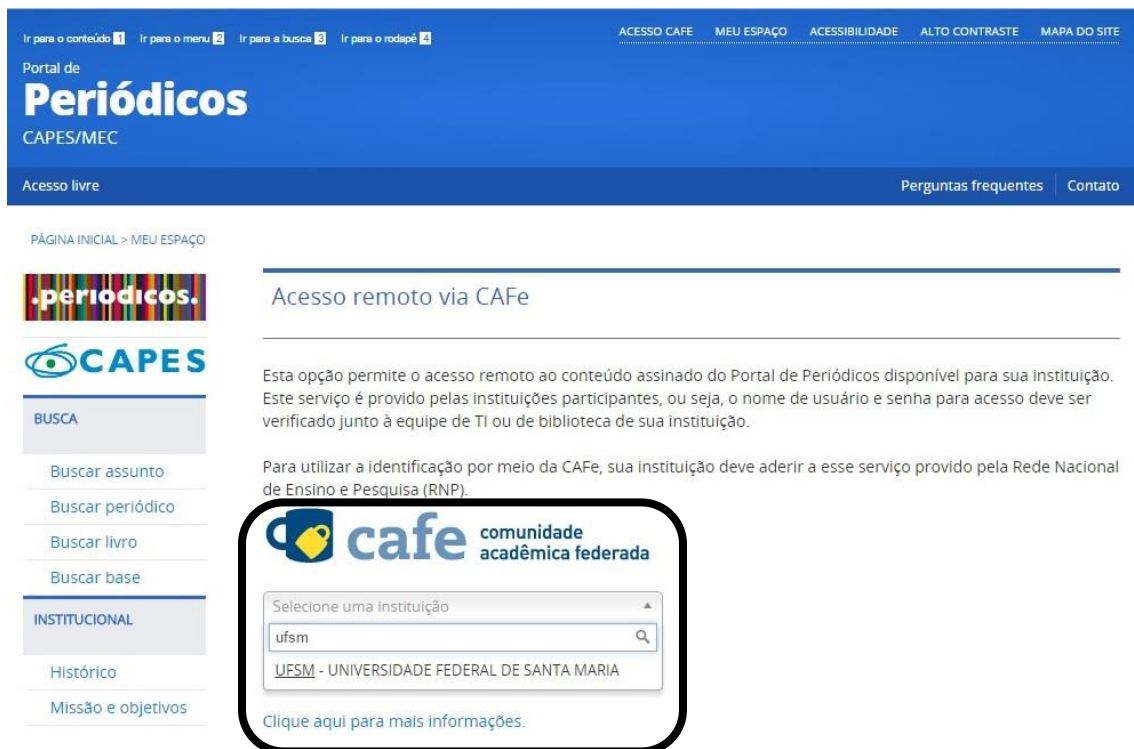 Ir para o conteúdo 1 Ir para o menu 2 Ir para a busca 3 Ir para o rodapé 4
ACESSO CAFE MEU ESPAÇO ACESSIBILIDADE ALTO CONTRASTE MAPA DO SITE
Portal de
Periódicos
CAPES/MEC
Acesso livre
Perguntas frequentes Contato
PÁGINA INICIAL > MEU ESPAÇO
.periodicos.
CAPES
BUSCA
Buscar assunto
Buscar periódico
Buscar livro
Buscar base
INSTITUCIONAL
Histórico
Missão e objetivos
Acesso remoto via CAFe
Esta opção permite o acesso remoto ao conteúdo assinado do Portal de Periódicos disponível para sua instituição.
Este serviço é provido pelas instituições participantes, ou seja, o nome de usuário e senha para acesso deve ser
verificado junto à equipe de TI ou de biblioteca de sua instituição.
Para utilizar a identificação por meio da CAFe, sua instituição deve aderir a esse serviço provido pela Rede Nacional
de Ensino e Pesquisa (RNP).
cafe comunidade
acadêmica federada
Selecione uma instituição
ufsm
UFSM - UNIVERSIDADE FEDERAL DE SANTA MARIA
Clique aqui para mais informações.